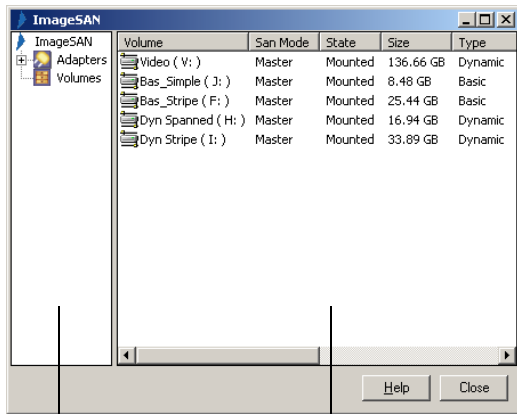 ImageSAN
ImageSAN
Adapters
Volumes
Volume San Mode State Size Type
Video ( V: ) Master Mounted 136.66 GB Dynamic
Bas_Simple ( J: ) Master Mounted 8.48 GB Basic
Bas_Stripe ( F: ) Master Mounted 25.44 GB Basic
Dyn Spanned ( H: ) Master Mounted 16.94 GB Dynamic
Dyn Stripe ( I: ) Master Mounted 33.89 GB Dynamic
Help Close